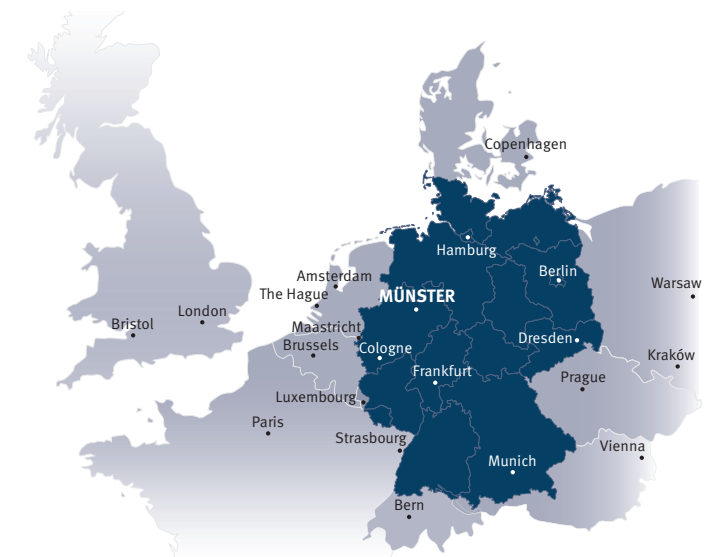 Copenhagen
Hamburg
Berlin
Amsterdam
Warsaw
The Hague
MÜNSTER
London
Bristol
Maastricht
Dresden
Brussels
Cologne
Kraków
Frankfurt
Prague
Luxembourg
Paris
Strasbourg
Vienna
Munich
Bern